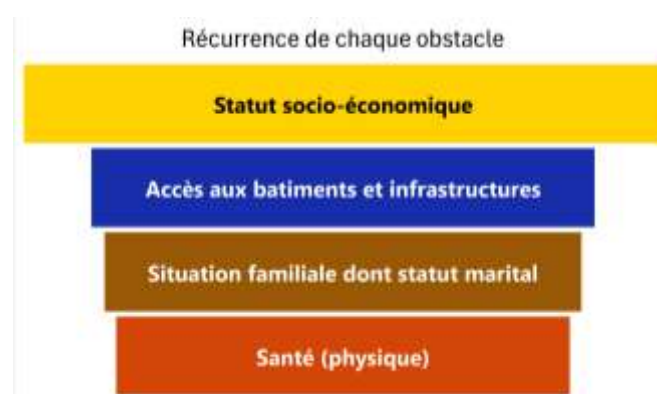 Récurrence de chaque obstacle
Statut socio-économique
Accès aux batiments et infrastructures
Situation familiale dont statut marital
Santé (physique)